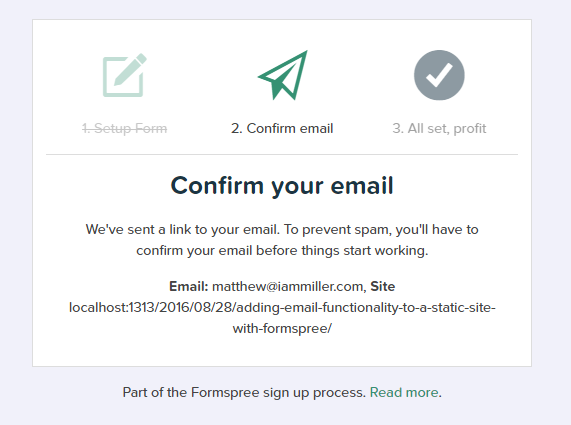 1. Setup Form
2. Confirm email
3. All set, profit
Confirm your email
We've sent a link to your email. To prevent spam, you'll have to
confirm your email before things start working.
Email: matthew@iammiller.com, Site
localhost:1313/2016/08/28/adding-email-functionality-to-a-static-site-
with-formspree/
Part of the Formspree sign up process. Read more.